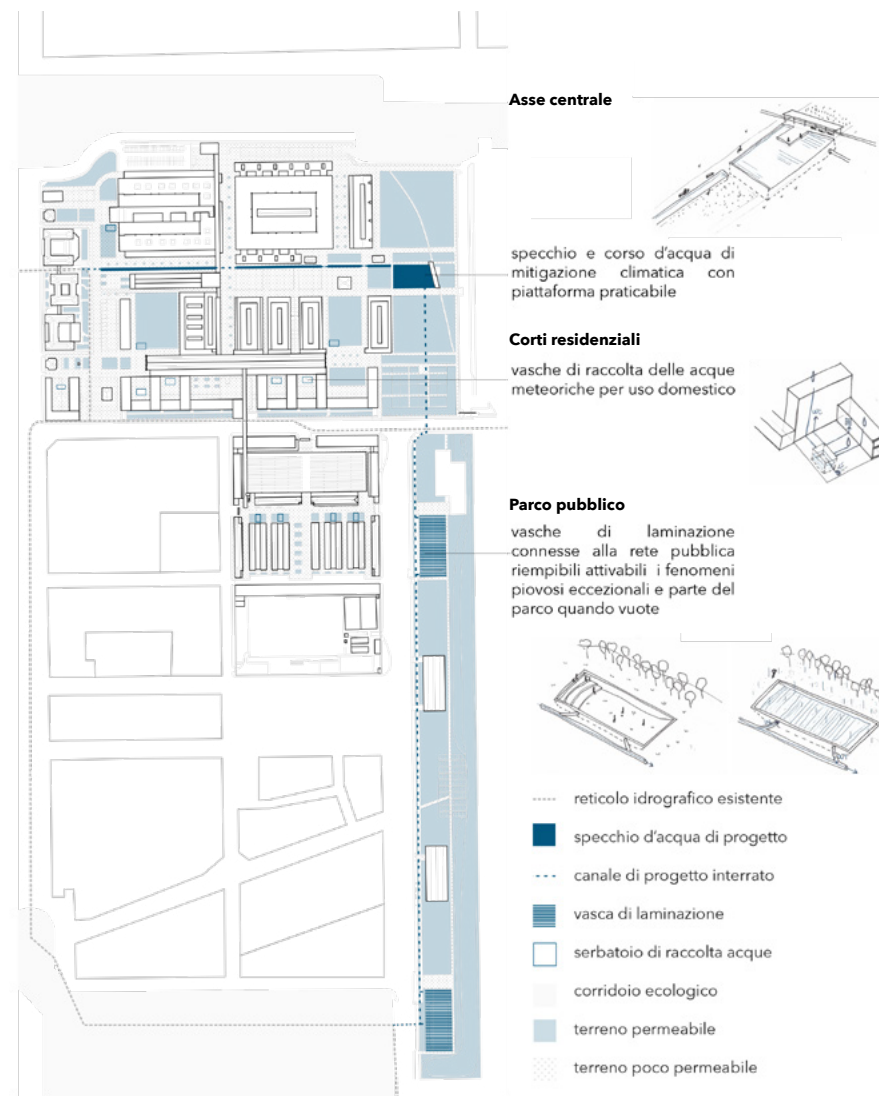 Asse centrale
specchio e corso d'acqua di
mitigazione climatica con
piattaforma praticabile
Corti residenziali
vasche di raccolta delle acque
meteoriche per uso domestico
Parco pubblico
vasche di laminazione
connesse alla rete pubblica
riempibili attivabili i fenomeni
piovosi eccezionali e parte del
parco quando vuote
reticolo idrografico esistente
specchio d'acqua di progetto
canale di progetto interrato
vasca di laminazione
serbatoio di raccolta acque
corridoio ecologico
terreno permeabile
terreno poco permeabile